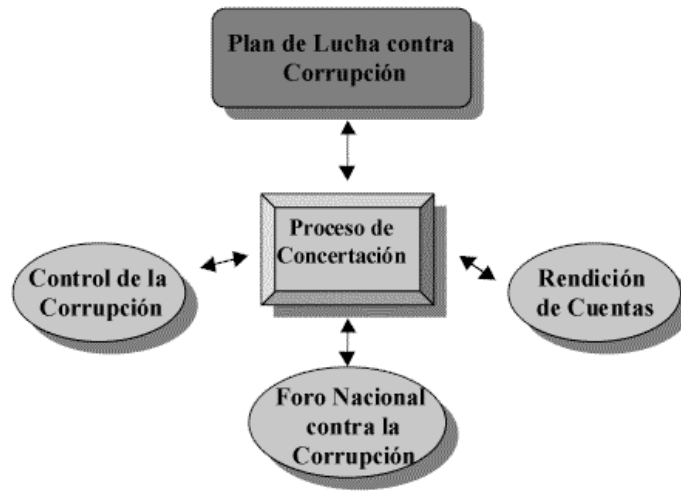 Plan de Lucha contra
Corrupción
Proceso de
Concertación
Control de la
Corrupción
Rendición
de Cuentas
Foro Nacional
contra la
Corrupción